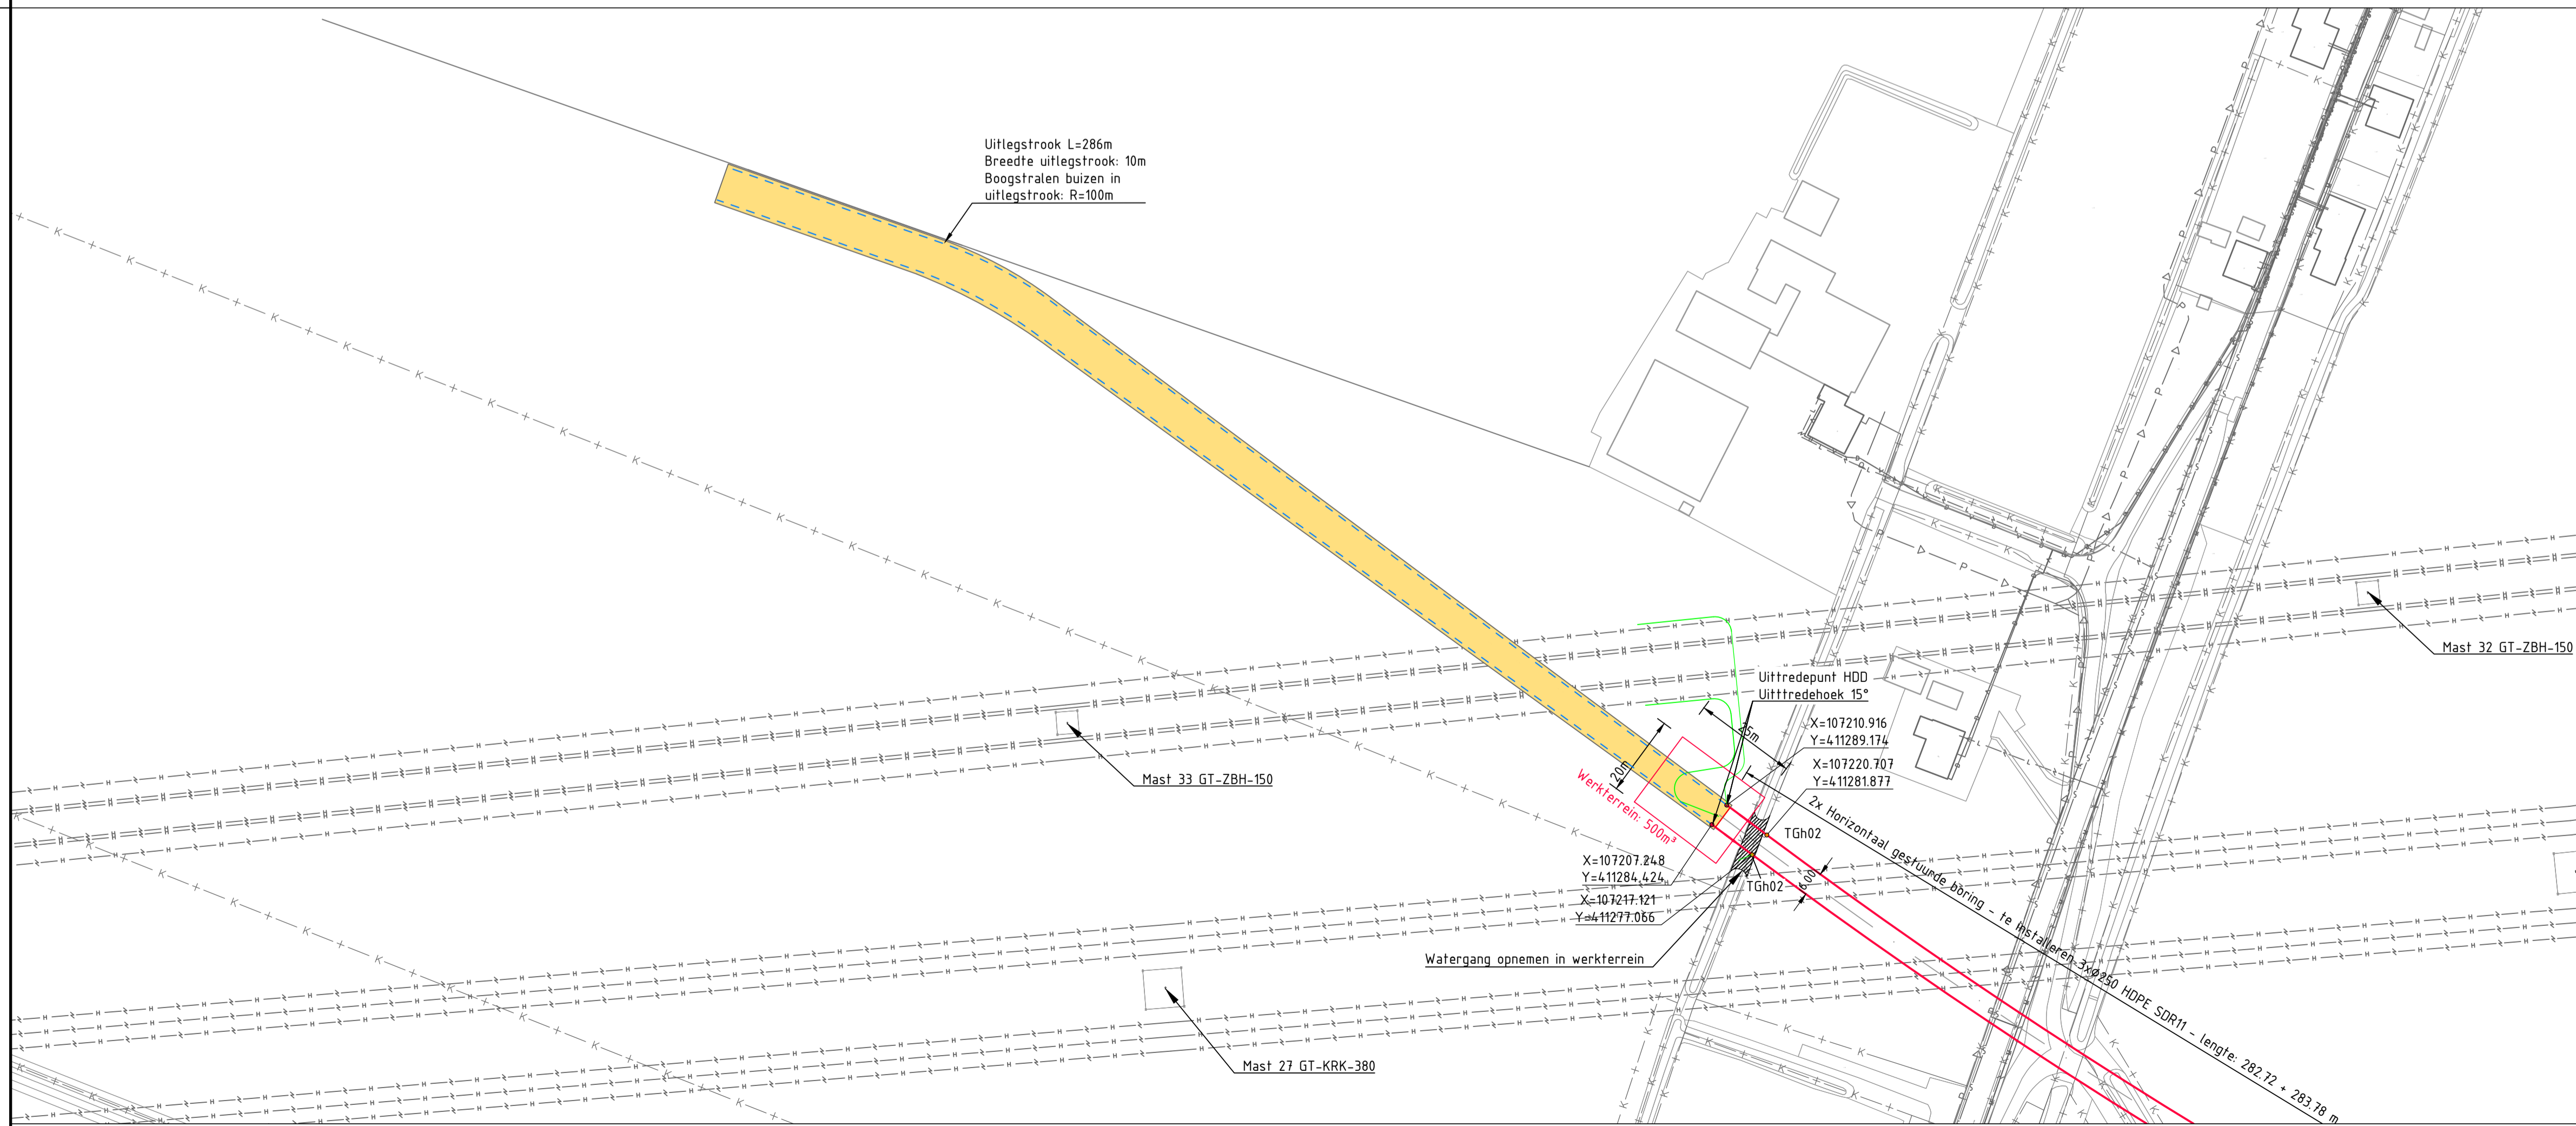 Uitlegstrook L=286m
Breedte uitlegstrook: 10m
Boogstralen buizen in
uitlegstrook: R=100m
Mast 32 GT-ZBH-150
Uittredepunt HDD
Uitttredehoek 15°
X=107210.916
Y=411289.174
25m
20m
X=107220.707
Y=411281.877
Mast 33 GT-ZBH-150
Werkterrein: 500m³
2x Horizontaal gestuurde boring - te installeren 3xØ250 HDPE SDR11 - lengte: 282.72 + 283.78 m
TGh02
X=107207.248
Y=411284.424
6.00
TGh02
X=107217.121
Y=411277.066
Watergang opnemen in werkterrein
Mast 27 GT-KRK-380